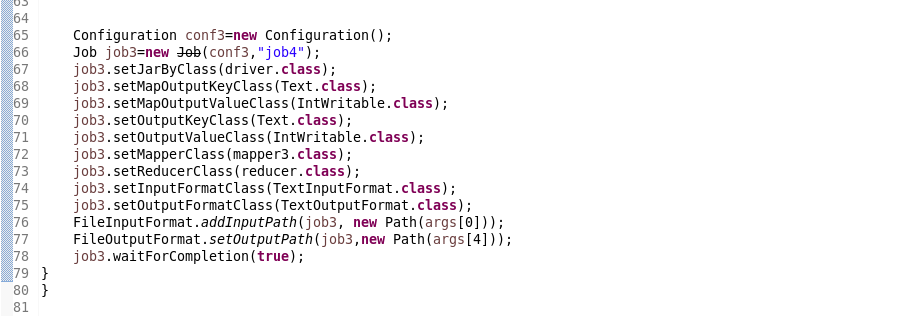 63
64
65 Configuration conf3=new Configuration();
66 Job job3=new Job(conf3,"job4");
67 job3.setJarByClass(driver.class);
68 job3.setMapOutputKeyClass(Text.class);
69 job3.setMapOutputValueClass(IntWritable.class);
70 job3.setOutputKeyClass(Text.class);
71 job3.setOutputValueClass(IntWritable.class);
72 job3.setMapperClass(mapper3.class);
73 job3.setReducerClass(reducer.class);
74 job3.setInputFormatClass(TextInputFormat.class);
75 job3.setOutputFormatClass(TextOutputFormat.class);
76 FileInputFormat.addInputPath(job3, new Path(args[0]));
77 FileOutputFormat.setOutputPath(job3,new Path(args[4]));
78 job3.waitForCompletion(true);
79 }
80 }
81